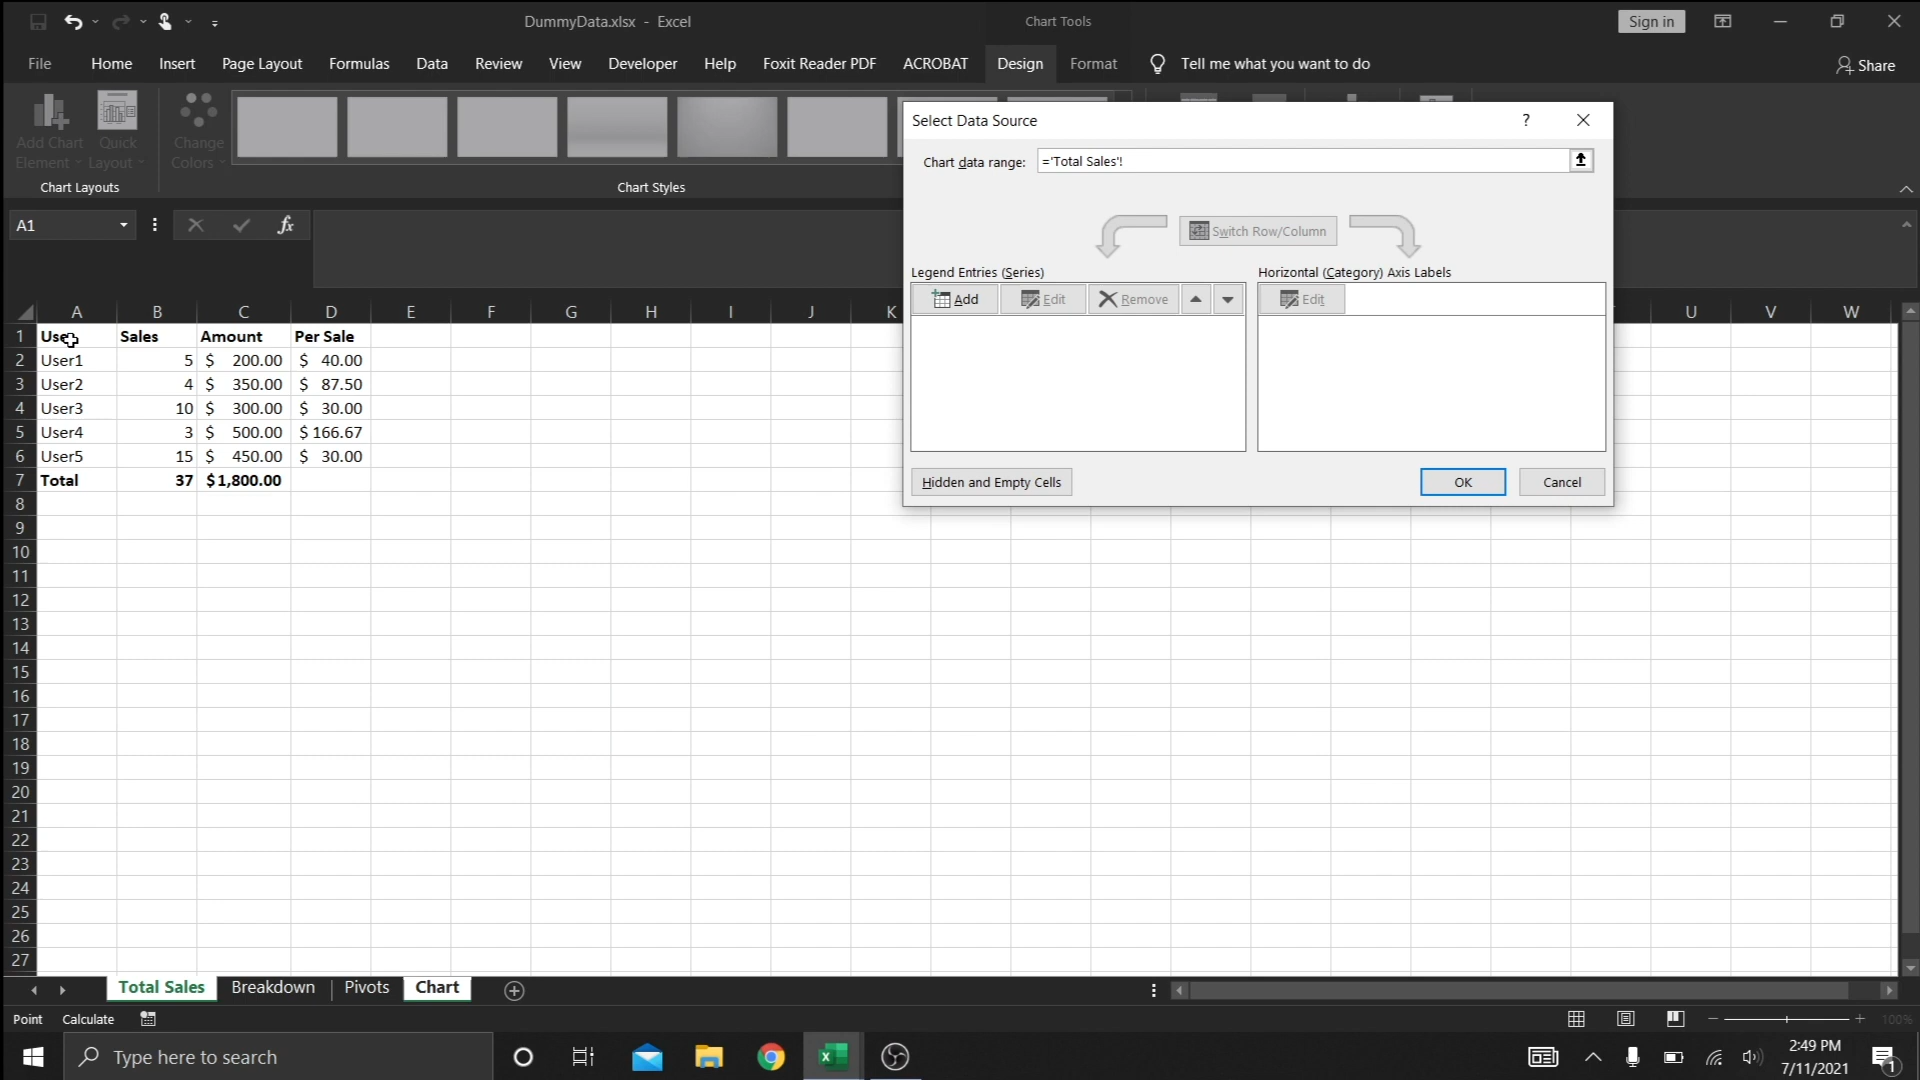 DummyData.xlsx - Excel
Chart Tools
Sign in
File Home Insert Page Layout Formulas Data Review View Developer Help Foxit Reader PDF ACROBAT Design Format Tell me what you want to do Share
Add Chart Element
Quick Layout
Change Colors
Chart Layouts
Chart Styles
Select Data Source ?
Chart data range: ='Total Sales'!
Switch Row/Column
Legend Entries (Series)
Horizontal (Category) Axis Labels
Add Edit Remove
Edit
Hidden and Empty Cells OK Cancel
A1 fx
A B C D E F G H I J K U V W
1 User Sales Amount Per Sale
2 User1 5 $ 200.00 $ 40.00
3 User2 4 $ 350.00 $ 87.50
4 User3 10 $ 300.00 $ 30.00
5 User4 3 $ 500.00 $ 166.67
6 User5 15 $ 450.00 $ 30.00
7 Total 37 $1,800.00
8
9
10
11
12
13
14
15
16
17
18
19
20
21
22
23
24
25
26
27
Total Sales Breakdown Pivots Chart
Point Calculate 100%
Type here to search
2:49 PM
7/11/2021
1